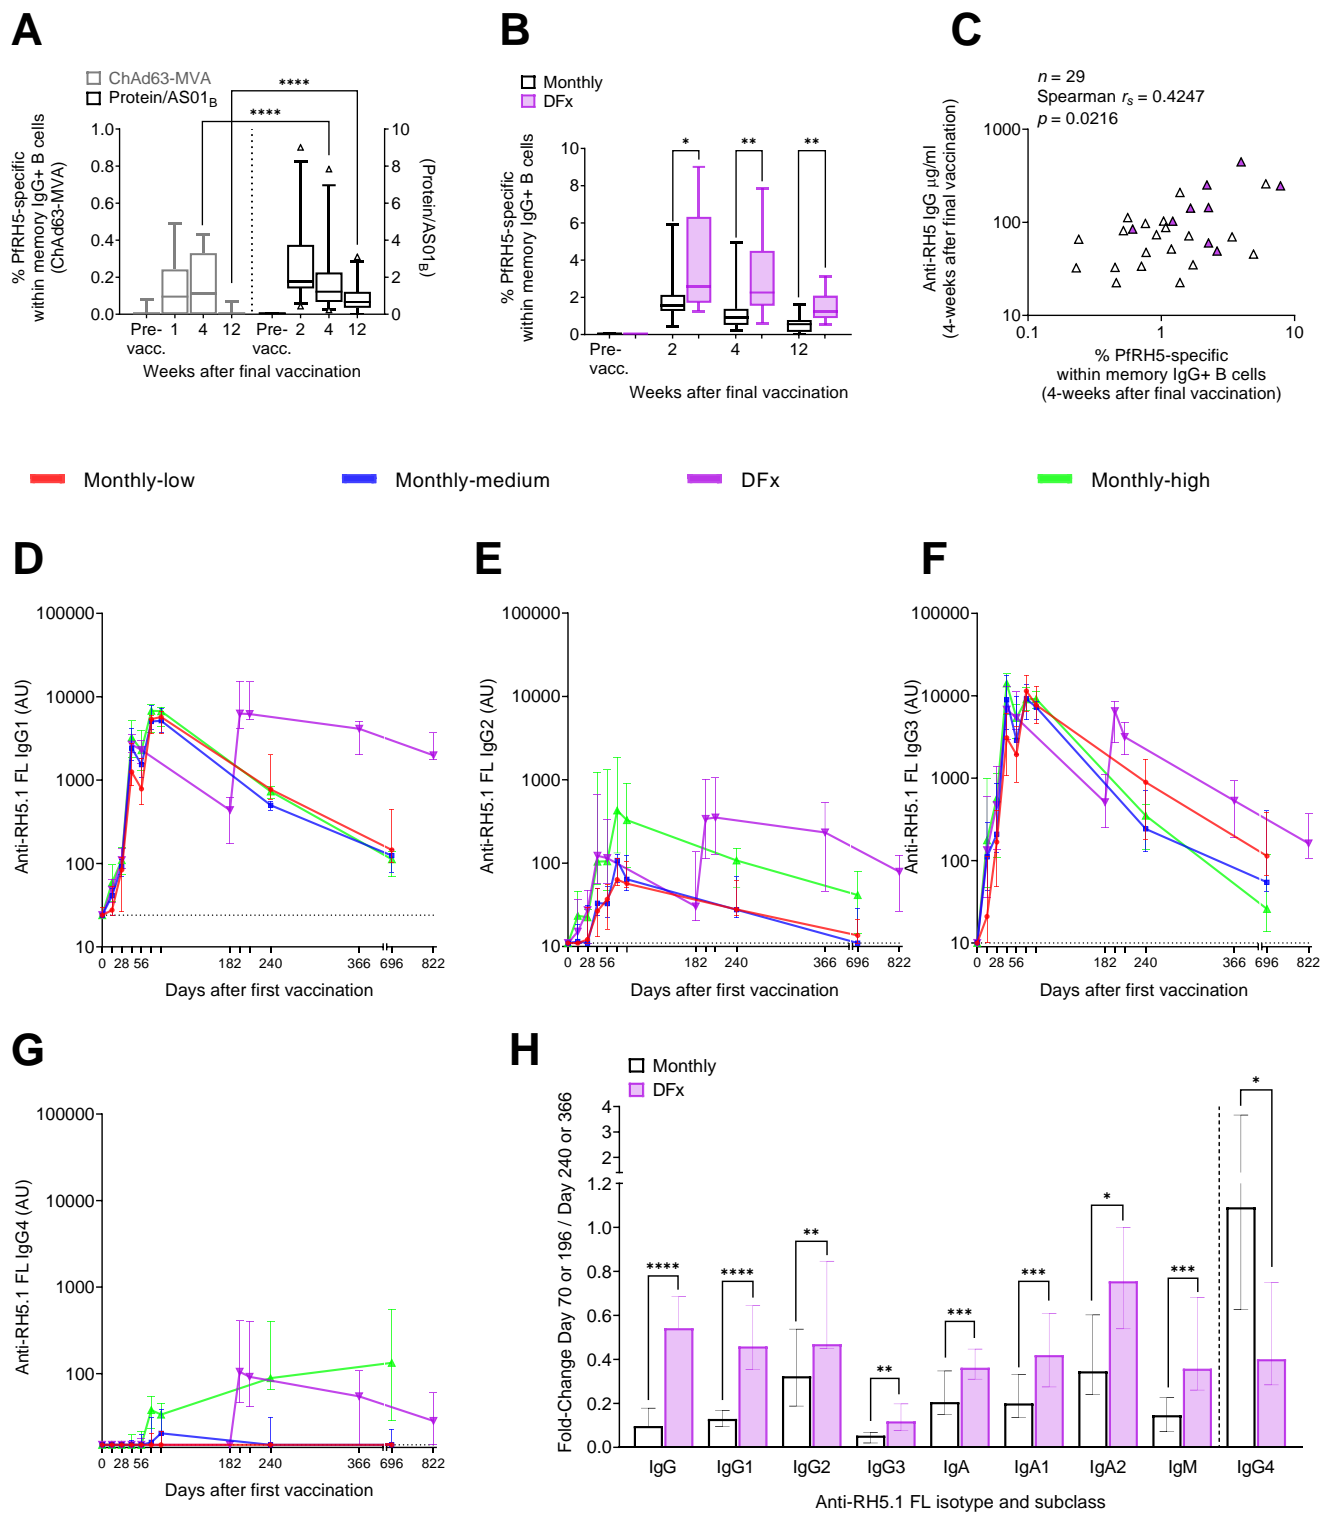 A
ChAd63-MVA
Protein/AS01B
****
****
% PfRH5-specific
within memory IgG+ B cells
(ChAd63-MVA)
1.0
0.8
0.6
0.4
0.2
0.0
10
8
6
4
2
0
(Protein/AS01B)
Pre-vacc. 1 4 12 Pre-vacc. 2 4 12
Weeks after final vaccination
B
Monthly
DFx
* ** **
% PfRH5-specific
within memory IgG+ B cells
10
8
6
4
2
0
Pre-vacc. 2 4 12
Weeks after final vaccination
C
n = 29
Spearman rs = 0.4247
p = 0.0216
Anti-RH5 IgG µg/ml
(4-weeks after final vaccination)
1000
100
10
0.1 1 10
% PfRH5-specific
within memory IgG+ B cells
(4-weeks after final vaccination)
Monthly-low Monthly-medium DFx Monthly-high
D
Anti-RH5.1 FL IgG1 (AU)
100000
10000
1000
100
10
0 28 56 182 240 366 696 822
Days after first vaccination
E
Anti-RH5.1 FL IgG2 (AU)
100000
10000
1000
100
10
0 28 56 182 240 366 696 822
Days after first vaccination
F
Anti-RH5.1 FL IgG3 (AU)
100000
10000
1000
100
10
0 28 56 182 240 366 696 822
Days after first vaccination
G
Anti-RH5.1 FL IgG4 (AU)
100000
10000
1000
100
0 28 56 182 240 366 696 822
Days after first vaccination
H
Monthly
DFx
Fold-Change Day 70 or 196 / Day 240 or 366
4
3
2
1.2
1.0
0.8
0.6
0.4
0.2
0.0
**** **** ** ** *** *** * *** *
IgG IgG1 IgG2 IgG3 IgA IgA1 IgA2 IgM IgG4
Anti-RH5.1 FL isotype and subclass